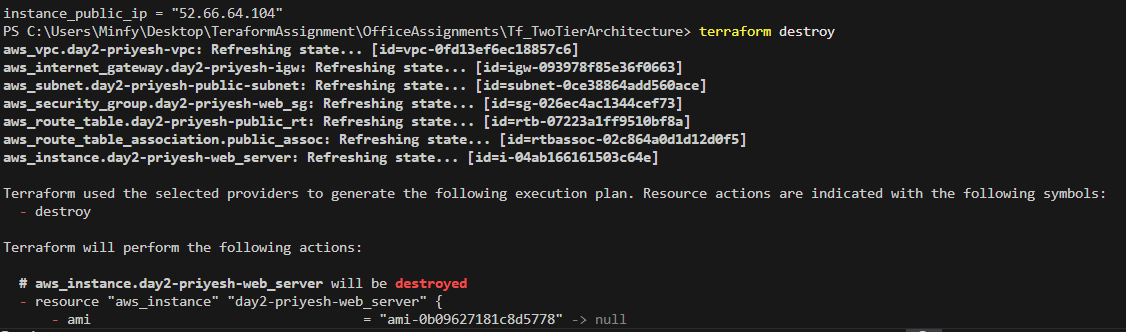 instance_public_ip = "52.66.64.104"
PS C:\Users\Minfy\Desktop\TeraformAssignment\OfficeAssignments\Tf_TwoTierArchitecture> terraform destroy
aws_vpc.day2-priyesh-vpc: Refreshing state... [id=vpc-0fd13ef6ec18857c6]
aws_internet_gateway.day2-priyesh-igw: Refreshing state... [id=igw-093978f85e36f0663]
aws_subnet.day2-priyesh-public-subnet: Refreshing state... [id=subnet-0ce38864add560ace]
aws_security_group.day2-priyesh-web_sg: Refreshing state... [id=sg-026ec4ac1344cef73]
aws_route_table.day2-priyesh-public_rt: Refreshing state... [id=rtb-07223a1ff9510bf8a]
aws_route_table_association.public_assoc: Refreshing state... [id=rtbassoc-02c864a0d1d12d0f5]
aws_instance.day2-priyesh-web_server: Refreshing state... [id=i-04ab166161503c64e]
Terraform used the selected providers to generate the following execution plan. Resource actions are indicated with the following symbols:
- destroy
Terraform will perform the following actions:
# aws_instance.day2-priyesh-web_server will be destroyed
- resource "aws_instance" "day2-priyesh-web_server" {
- ami = "ami-0b09627181c8d5778" -> null